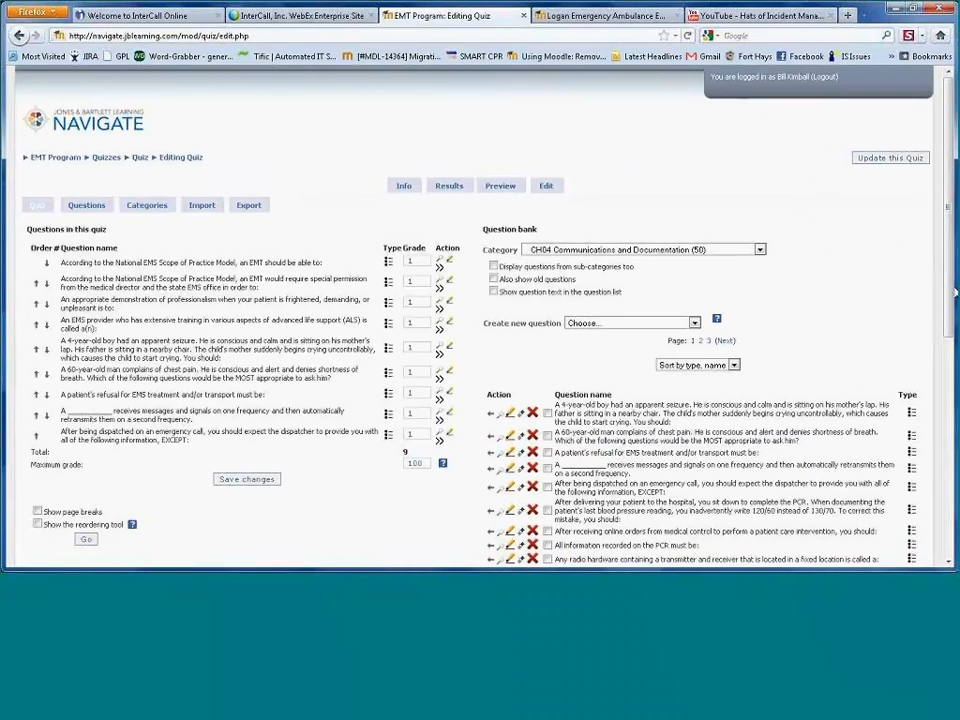 Firefox
Welcome to InterCall Online
InterCall, Inc. WebEx Enterprise Site
EMT Program: Editing Quiz
Logan Emergency Ambulance E...
YouTube - Hats of Incident Mana...
http://navigate.jblearning.com/mod/quiz/edit.php
Google
Most Visited
JIRA
GPL
Word-Grabber - gener...
Tific | Automated IT S...
[#MDL-14364] Migrati...
SMART CPR
Using Moodle: Remov...
Latest Headlines
Gmail
Fort Hays
Facebook
ISIssues
Bookmarks
You are logged in as Bill Kimball (Logout)
JONES & BARTLETT LEARNING
NAVIGATE
EMT Program
Quizzes
Quiz
Editing Quiz
Update this Quiz
Info
Results
Preview
Edit
Quiz
Questions
Categories
Import
Export
Questions in this quiz
Order # Question name
Type Grade
Action
According to the National EMS Scope of Practice Model, an EMT should be able to:
1
According to the National EMS Scope of Practice Model, an EMT would require special permission
from the medical director and the state EMS office in order to:
1
An appropriate demonstration of professionalism when your patient is frightened, demanding, or
unpleasant is to:
1
An EMS provider who has extensive training in various aspects of advanced life support (ALS) is
called a(n):
1
A 4-year-old boy had an apparent seizure. He is conscious and calm and is sitting on his mother's
lap. His father is sitting in a nearby chair. The child's mother suddenly begins crying uncontrollably,
which causes the child to start crying. You should:
1
A 60-year-old man complains of chest pain. He is conscious and alert and denies shortness of
breath. Which of the following questions would be the MOST appropriate to ask him?
1
A patient's refusal for EMS treatment and/or transport must be:
1
A __________ receives messages and signals on one frequency and then automatically
retransmits them on a second frequency.
1
After being dispatched on an emergency call, you should expect the dispatcher to provide you with
all of the following information, EXCEPT:
1
Total:
9
Maximum grade:
100
Save changes
Show page breaks
Show the reordering tool
Go
Question bank
Category
CH04 Communications and Documentation (50)
Display questions from sub-categories too
Also show old questions
Show question text in the question list
Create new question
Choose...
Page: 1 2 3 (Next)
Sort by type, name
Action
Question name
Type
A 4-year-old boy had an apparent seizure. He is conscious and calm and is sitting on his mother's lap. His
father is sitting in a nearby chair. The child's mother suddenly begins crying uncontrollably, which causes
the child to start crying. You should:
A 60-year-old man complains of chest pain. He is conscious and alert and denies shortness of breath.
Which of the following questions would be the MOST appropriate to ask him?
A patient's refusal for EMS treatment and/or transport must be:
A __________ receives messages and signals on one frequency and then automatically retransmits them
on a second frequency.
After being dispatched on an emergency call, you should expect the dispatcher to provide you with all of
the following information, EXCEPT:
After delivering your patient to the hospital, you sit down to complete the PCR. When documenting the
patient's last blood pressure reading, you inadvertently write 120/60 instead of 130/70. To correct this
mistake, you should:
After receiving online orders from medical control to perform a patient care intervention, you should:
All information recorded on the PCR must be:
Any radio hardware containing a transmitter and receiver that is located in a fixed location is called a: